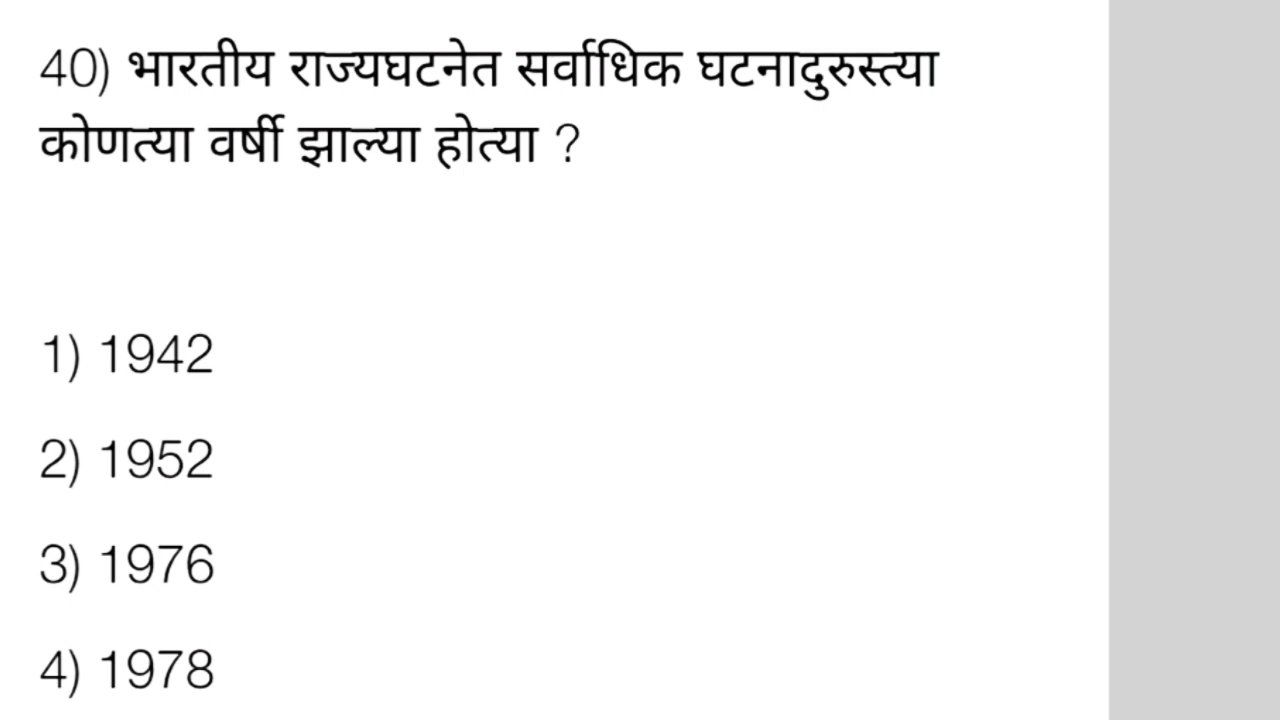 40) भारतीय राज्यघटनेत सर्वाधिक घटनादुरुस्त्या
कोणत्या वर्षी झाल्या होत्या ?
1) 1942
2) 1952
3) 1976
4) 1978